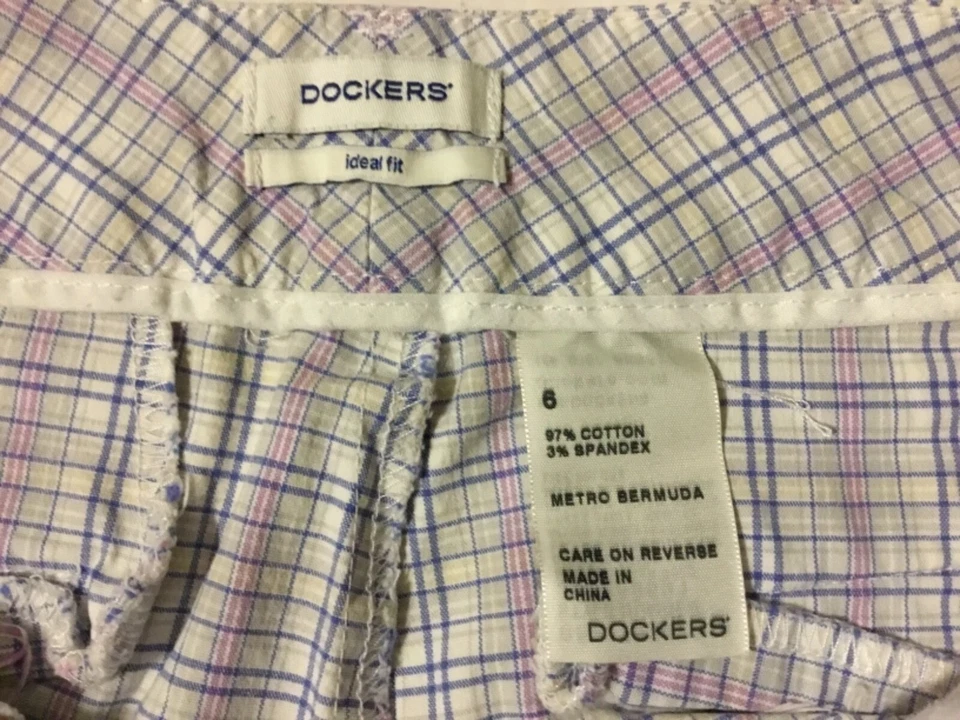 DOCKERS®
ideal fit
6
97% COTTON
3% SPANDEX
METRO BERMUDA
CARE ON REVERSE
MADE IN
CHINA
DOCKERS®